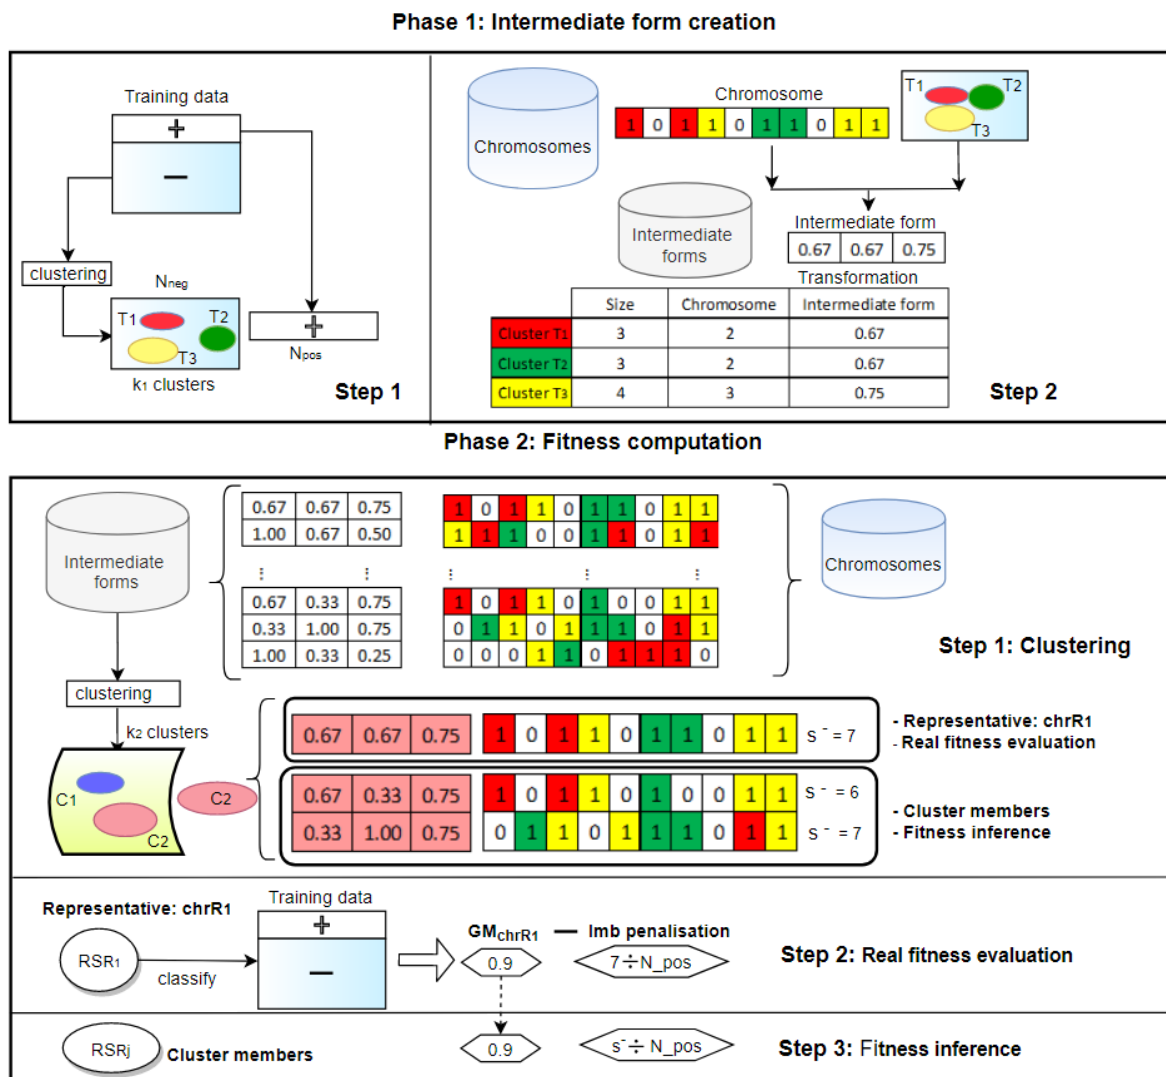 Phase 1: Intermediate form creation
Training data
+
−
clustering
Nneg
T1
T2
T3
k1 clusters
+
Npos
Step 1
Chromosomes
Chromosome
1 0 1 1 0 1 1 0 1 1
T1
T2
T3
Intermediate forms
Intermediate form
0.67 0.67 0.75
Transformation
Size Chromosome Intermediate form
Cluster T1 3 2 0.67
Cluster T2 3 2 0.67
Cluster T3 4 3 0.75
Step 2
Phase 2: Fitness computation
Intermediate
forms
0.67 0.67 0.75
1.00 0.67 0.50
⋮ ⋮
0.67 0.33 0.75
0.33 1.00 0.75
1.00 0.33 0.25
1 0 1 1 0 1 1 0 1 1
1 1 1 0 0 1 1 0 1 1
⋮ ⋮ ⋮
1 0 1 1 0 1 0 0 1 1
0 1 1 0 1 1 1 0 1 1
0 0 0 1 1 0 1 1 1 0
Chromosomes
Step 1: Clustering
clustering
k2 clusters
C1
C2
C2
0.67 0.67 0.75 1 0 1 1 0 1 1 0 1 1 s⁻ = 7
- Representative: chrR1
- Real fitness evaluation
0.67 0.33 0.75 1 0 1 1 0 1 0 0 1 1 S⁻ = 6
0.33 1.00 0.75 0 1 1 0 1 1 1 0 1 1 S⁻ = 7
- Cluster members
- Fitness inference
Representative: chrR1
RSR1
classify
Training data
+
−
GMchrR1 — Imb penalisation
0.9 7÷N_pos
Step 2: Real fitness evaluation
RSRj Cluster members
0.9 s⁻÷ N_pos
Step 3: Fitness inference